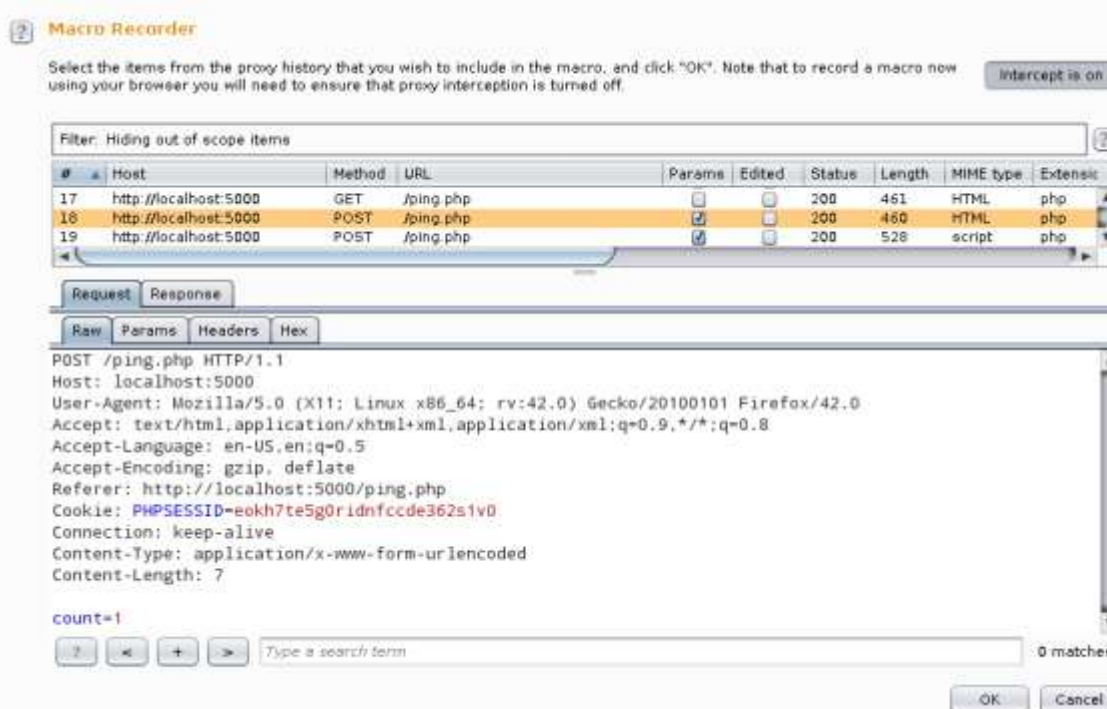 Macro Recorder
Select the items from the proxy history that you wish to include in the macro, and click "OK". Note that to record a macro now
using your browser you will need to ensure that proxy interception is turned off.
Intercept is on
Filter: Hiding out of scope items
# Host Method URL Params Edited Status Length MIME type Extensic
17 http://localhost:5000 GET /ping.php 200 461 HTML php
18 http://localhost:5000 POST /ping.php 200 460 HTML php
19 http://localhost:5000 POST /ping.php 200 528 script php
Request Response
Raw Params Headers Hex
POST /ping.php HTTP/1.1
Host: localhost:5000
User-Agent: Mozilla/5.0 (X11; Linux x86_64; rv:42.0) Gecko/20100101 Firefox/42.0
Accept: text/html,application/xhtml+xml,application/xml;q=0.9,*/*;q=0.8
Accept-Language: en-US,en;q=0.5
Accept-Encoding: gzip, deflate
Referer: http://localhost:5000/ping.php
Cookie: PHPSESSID=eokh7te5g0ridnfccde362s1v0
Connection: keep-alive
Content-Type: application/x-www-form-urlencoded
Content-Length: 7
count=1
? < + > Type a search term 0 matches
OK Cancel